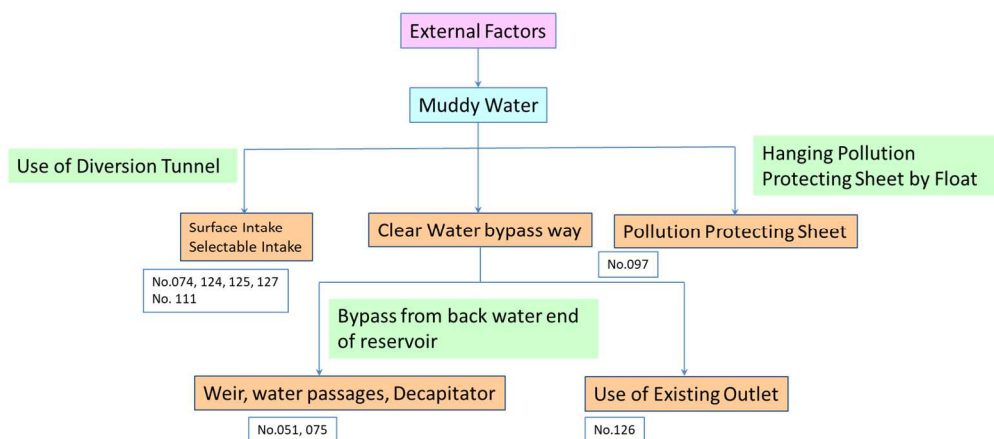 External Factors
Muddy Water
Use of Diversion Tunnel
Hanging Pollution
Protecting Sheet by Float
Surface Intake
Selectable Intake
Clear Water bypass way
Pollution Protecting Sheet
No.074, 124, 125, 127
No. 111
No.097
Bypass from back water end
of reservoir
Weir, water passages, Decapitator
Use of Existing Outlet
No.051, 075
No.126